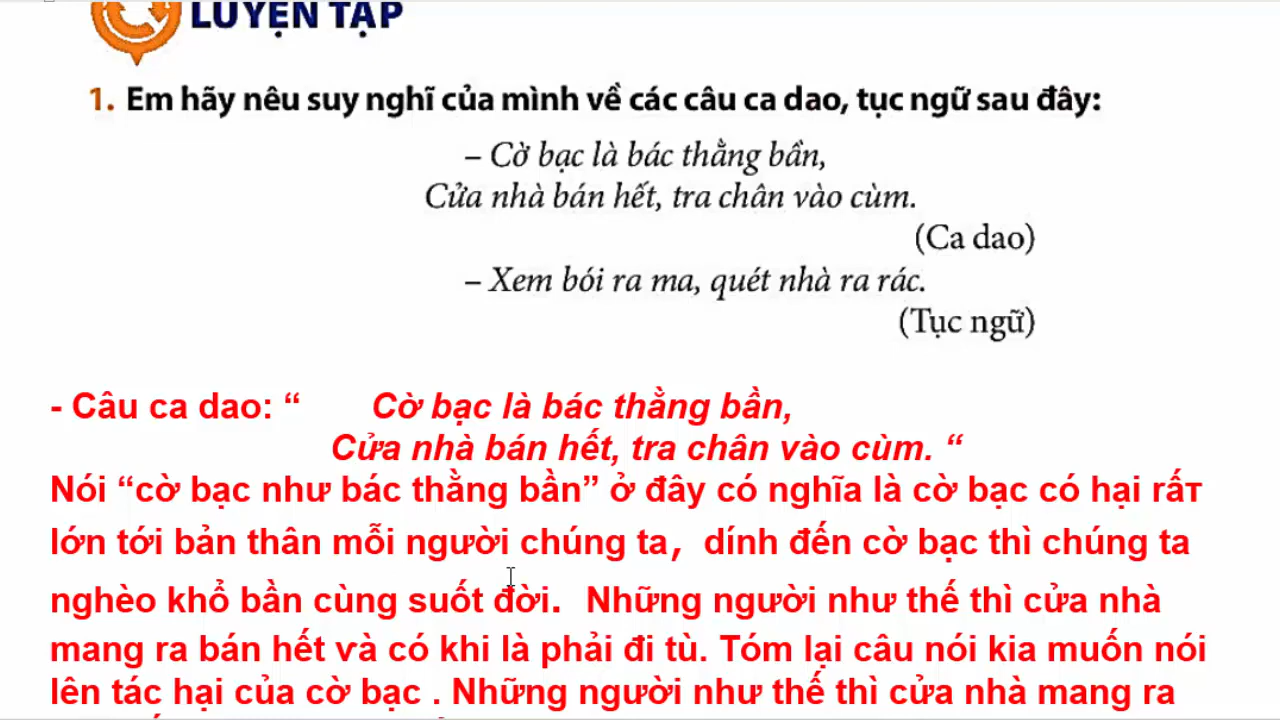 LUYỆN TẬP
1. Em hãy nêu suy nghĩ của mình về các câu ca dao, tục ngữ sau đây:
– Cờ bạc là bác thằng bần,
Cửa nhà bán hết, tra chân vào cùm.
(Ca dao)
– Xem bói ra ma, quét nhà ra rác.
(Tục ngữ)
- Câu ca dao: “ Cờ bạc là bác thằng bần,
Cửa nhà bán hết, tra chân vào cùm. “
Nói “cờ bạc như bác thằng bần” ở đây có nghĩa là cờ bạc có hại rất
lớn tới bản thân mỗi người chúng ta, dính đến cờ bạc thì chúng ta
nghèo khổ bần cùng suốt đời. Những người như thế thì cửa nhà
mang ra bán hết và có khi là phải đi tù. Tóm lại câu nói kia muốn nói
lên tác hại của cờ bạc . Những người như thế thì cửa nhà mang ra